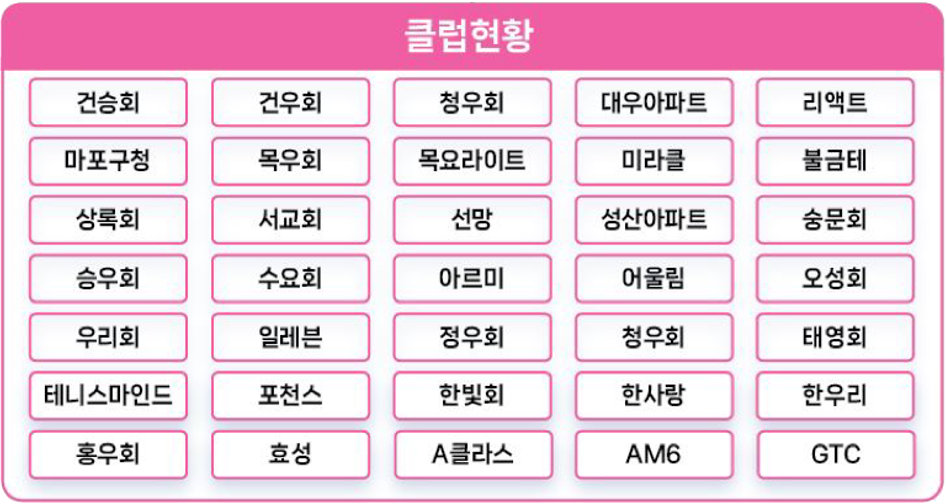 클럽현황
건승회 건우회 청우회 대우아파트 리액트
마포구청 목우회 목요라이트 미라클 불금테
상록회 서교회 선망 성산아파트 숭문회
승우회 수요회 아르미 어울림 오성회
우리회 일레븐 정우회 청우회 태영회
테니스마인드 포천스 한빛회 한사랑 한우리
홍우회 효성 A클라스 AM6 GTC